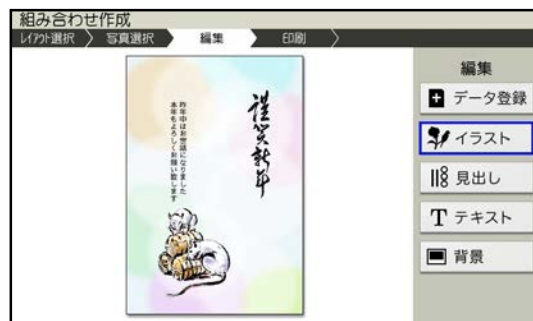 組み合わせ作成
ﾚｲｱｳﾄ選択
写真選択
編集
印刷
謹賀新年
昨年中はお世話になりました
本年もよろしくお願い致します
編集
データ登録
イラスト
見出し
T テキスト
背景